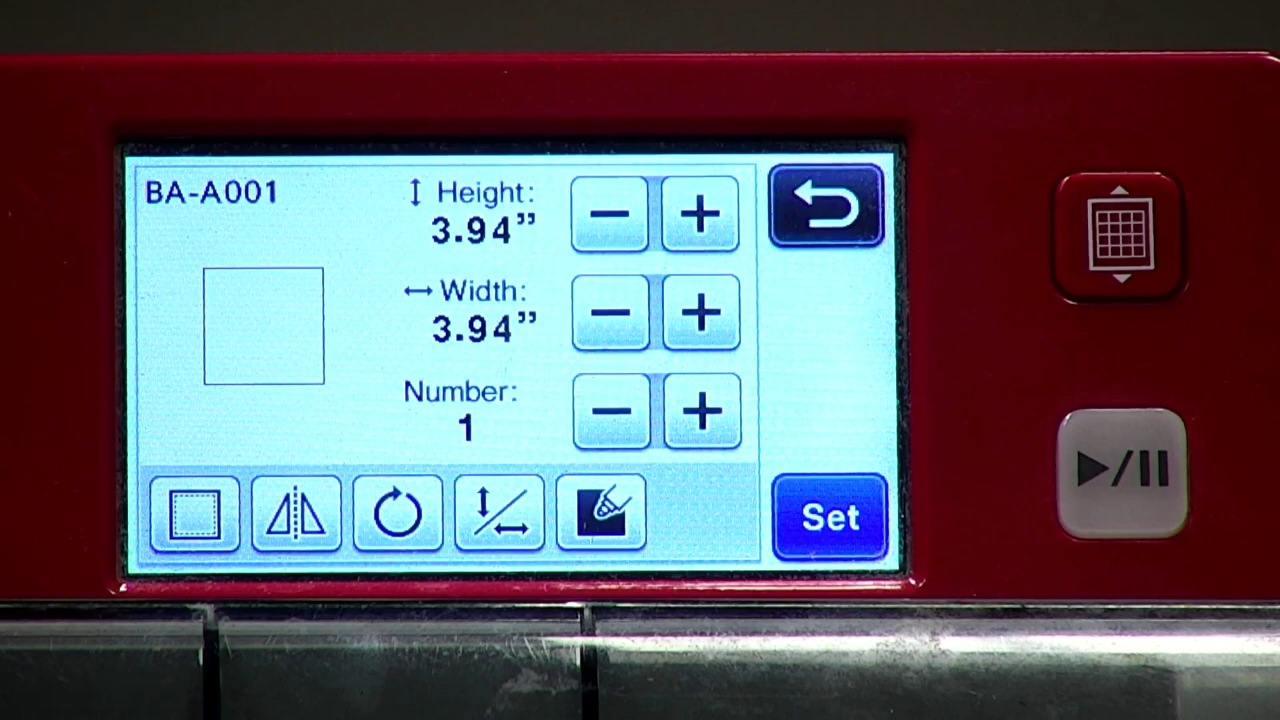 BA-A001
Height:
3.94”
Width:
3.94”
Number:
1
Set